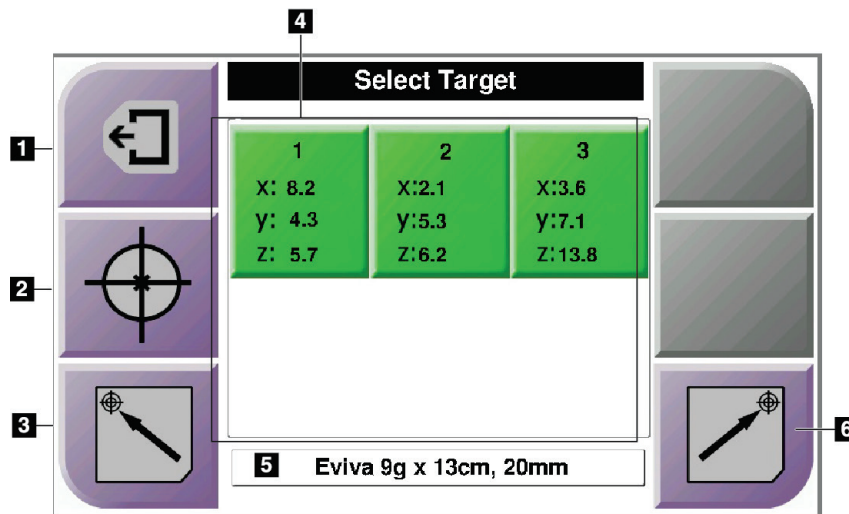 4
Select Target
1
1 2 3
x: 8.2 x:2.1 x:3.6
y: 4.3 y:5.3 y:7.1
z: 5.7 z:6.2 z:13.8
2
3
6
5 Eviva 9g x 13cm, 20mm